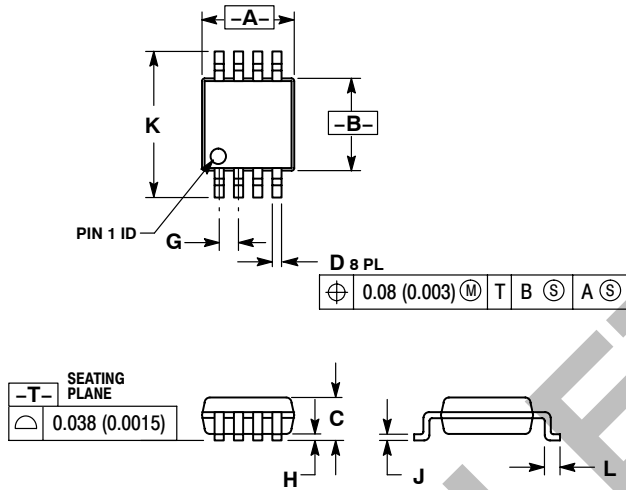 –A–
K
–B–
PIN 1 ID
G
D 8 PL
⌖ 0.08 (0.003) Ⓜ T B Ⓢ A Ⓢ
–T– SEATING PLANE
⌓ 0.038 (0.0015)
C
H
J
L